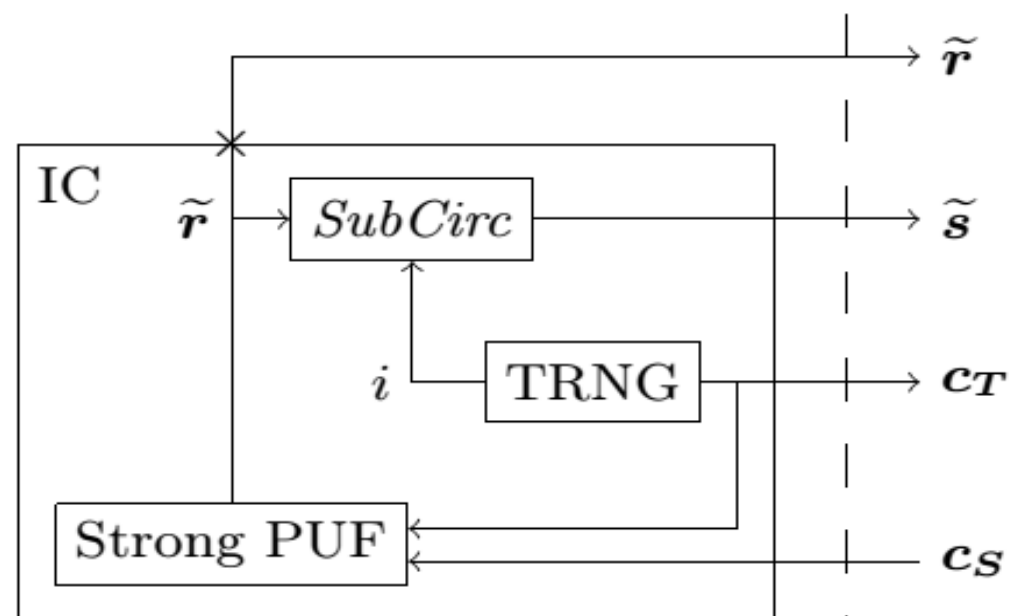 r̃
IC
r̃ SubCirc s̃
i TRNG c_T
Strong PUF c_S